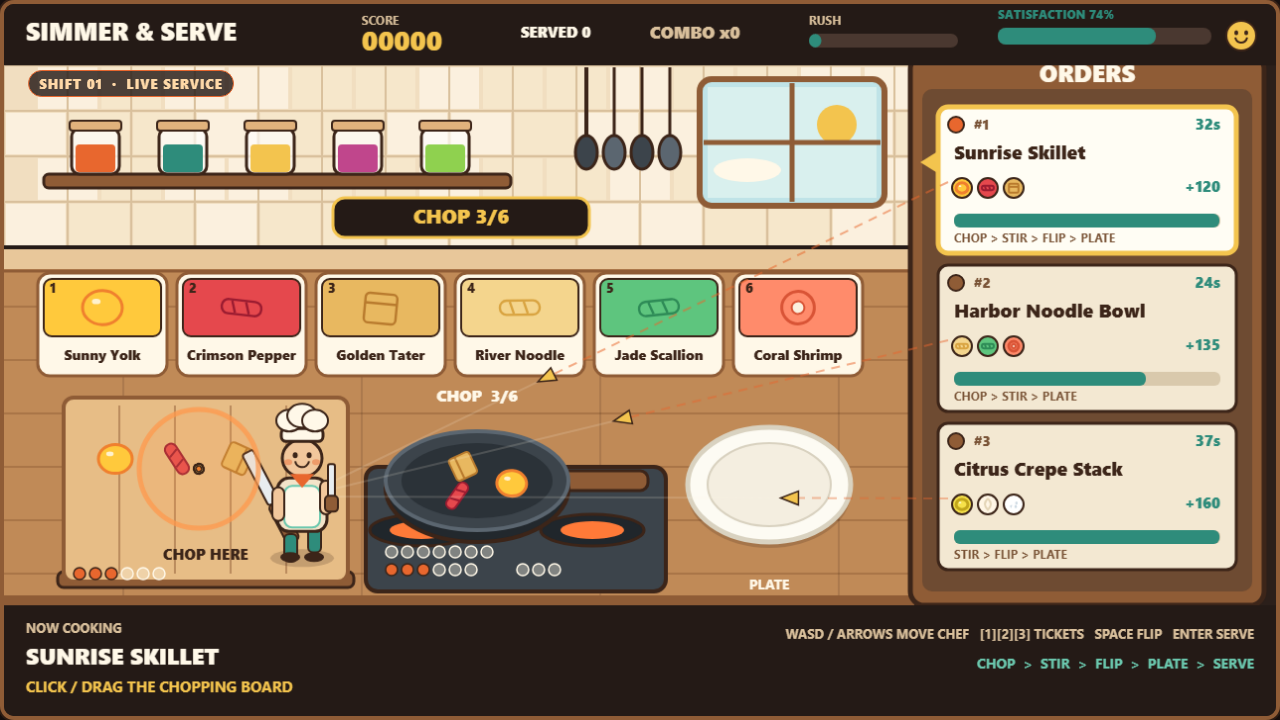 SIMMER & SERVE
SCORE
00000
SERVED 0
COMBO x0
RUSH
SATISFACTION 74%
SHIFT 01 · LIVE SERVICE
CHOP 3/6
1
Sunny Yolk
2
Crimson Pepper
3
Golden Tater
4
River Noodle
5
Jade Scallion
6
Coral Shrimp
CHOP 3/6
CHOP HERE
PLATE
ORDERS
#1
32s
Sunrise Skillet
+120
CHOP > STIR > FLIP > PLATE
#2
24s
Harbor Noodle Bowl
+135
CHOP > STIR > PLATE
#3
37s
Citrus Crepe Stack
+160
STIR > FLIP > PLATE
NOW COOKING
SUNRISE SKILLET
CLICK / DRAG THE CHOPPING BOARD
WASD / ARROWS MOVE CHEF [1][2][3] TICKETS SPACE FLIP ENTER SERVE
CHOP > STIR > FLIP > PLATE > SERVE